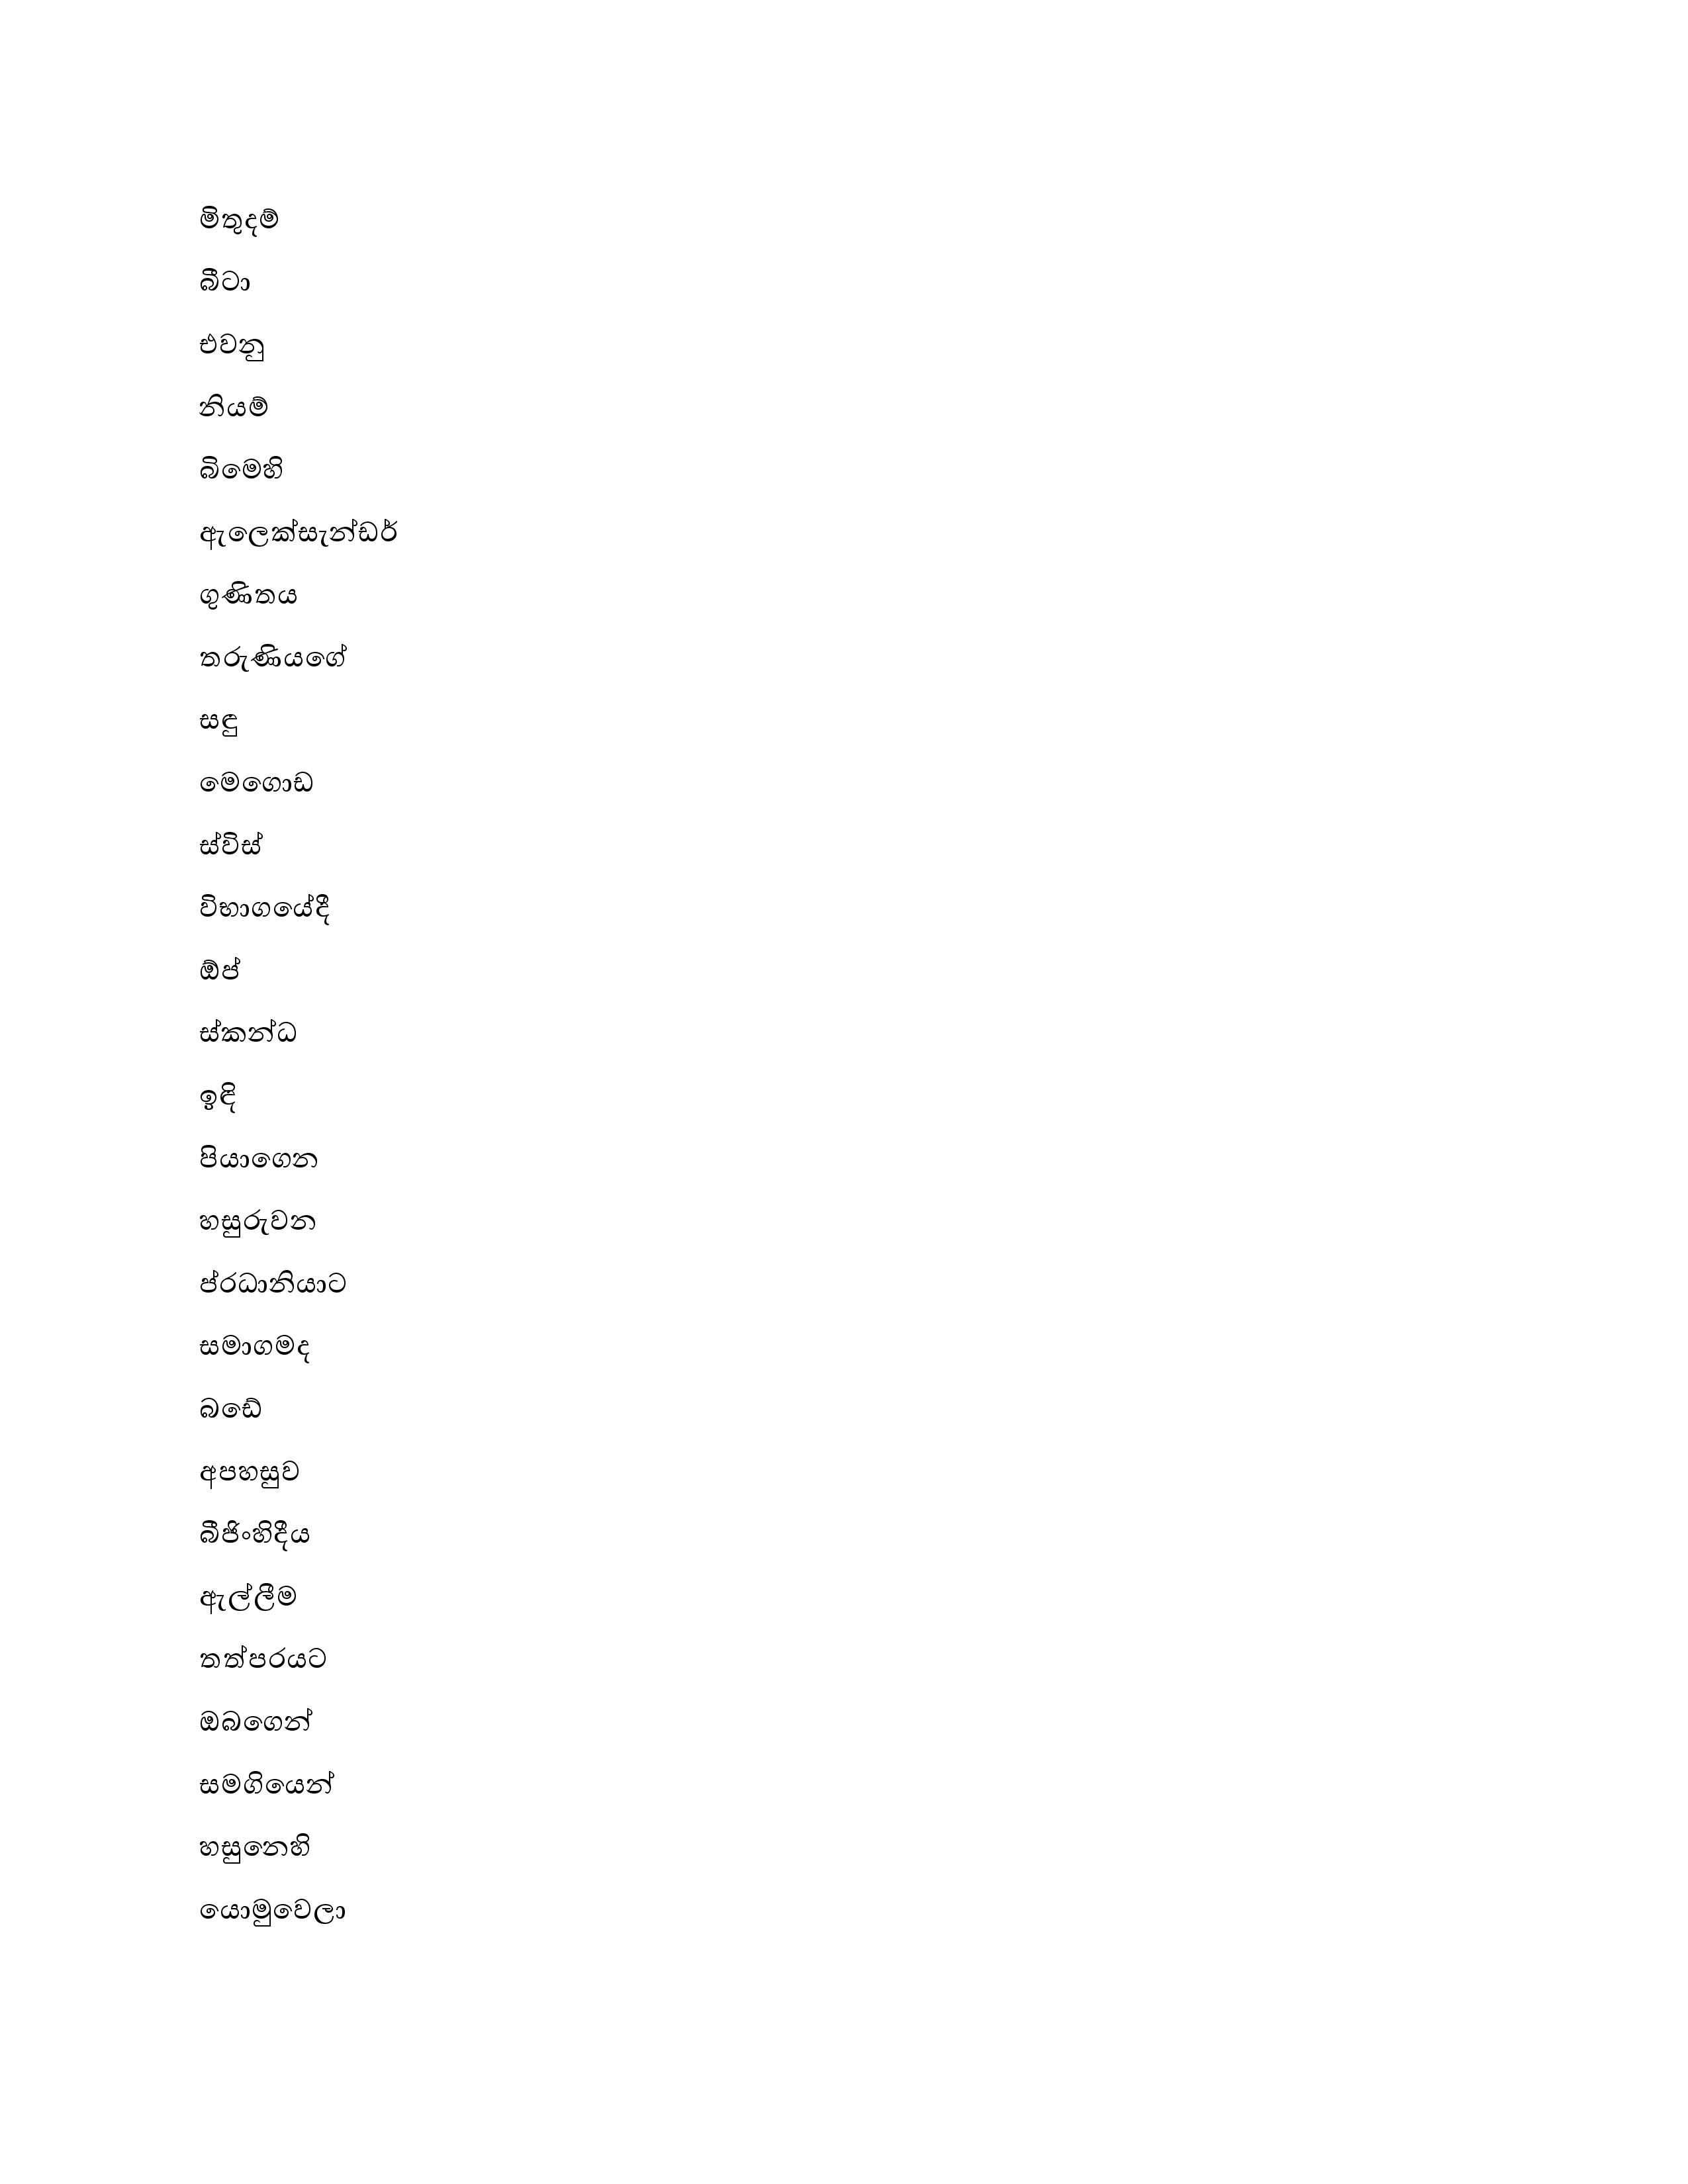 මිතුදම්
බීටා
එවනු
නියම්
බිමෙහි
ඇලෙක්සැන්ඩර්
ගුණිතය
තරුණියගේ
සඳු
මෙගොඩ
ස්විස්
විභාගයේදී
ඕප්
ස්කන්ධ
ඉඳි
පියාගෙන
හසුරුවන
ප්රධානියාට
සමාගමද
බඩේ
අපහසුව
බීජිංහිදීය
ඇල්ලීම
තත්පරයට
ඔබගෙන්
සමගියෙන්
හසුනෙහි
යොමුවෙලා